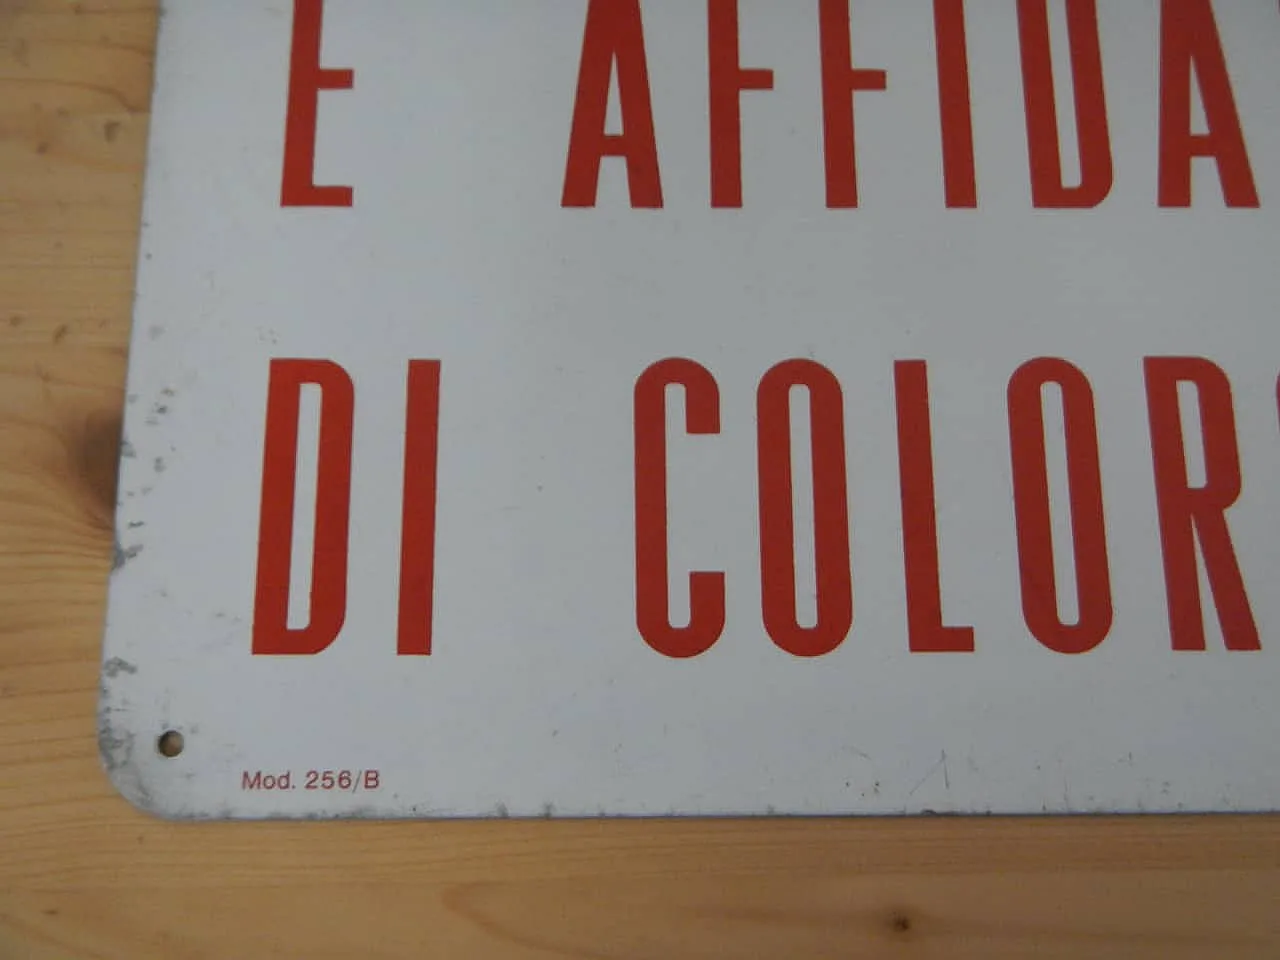 E AFFIDA
DI COLOR
Mod. 256/B